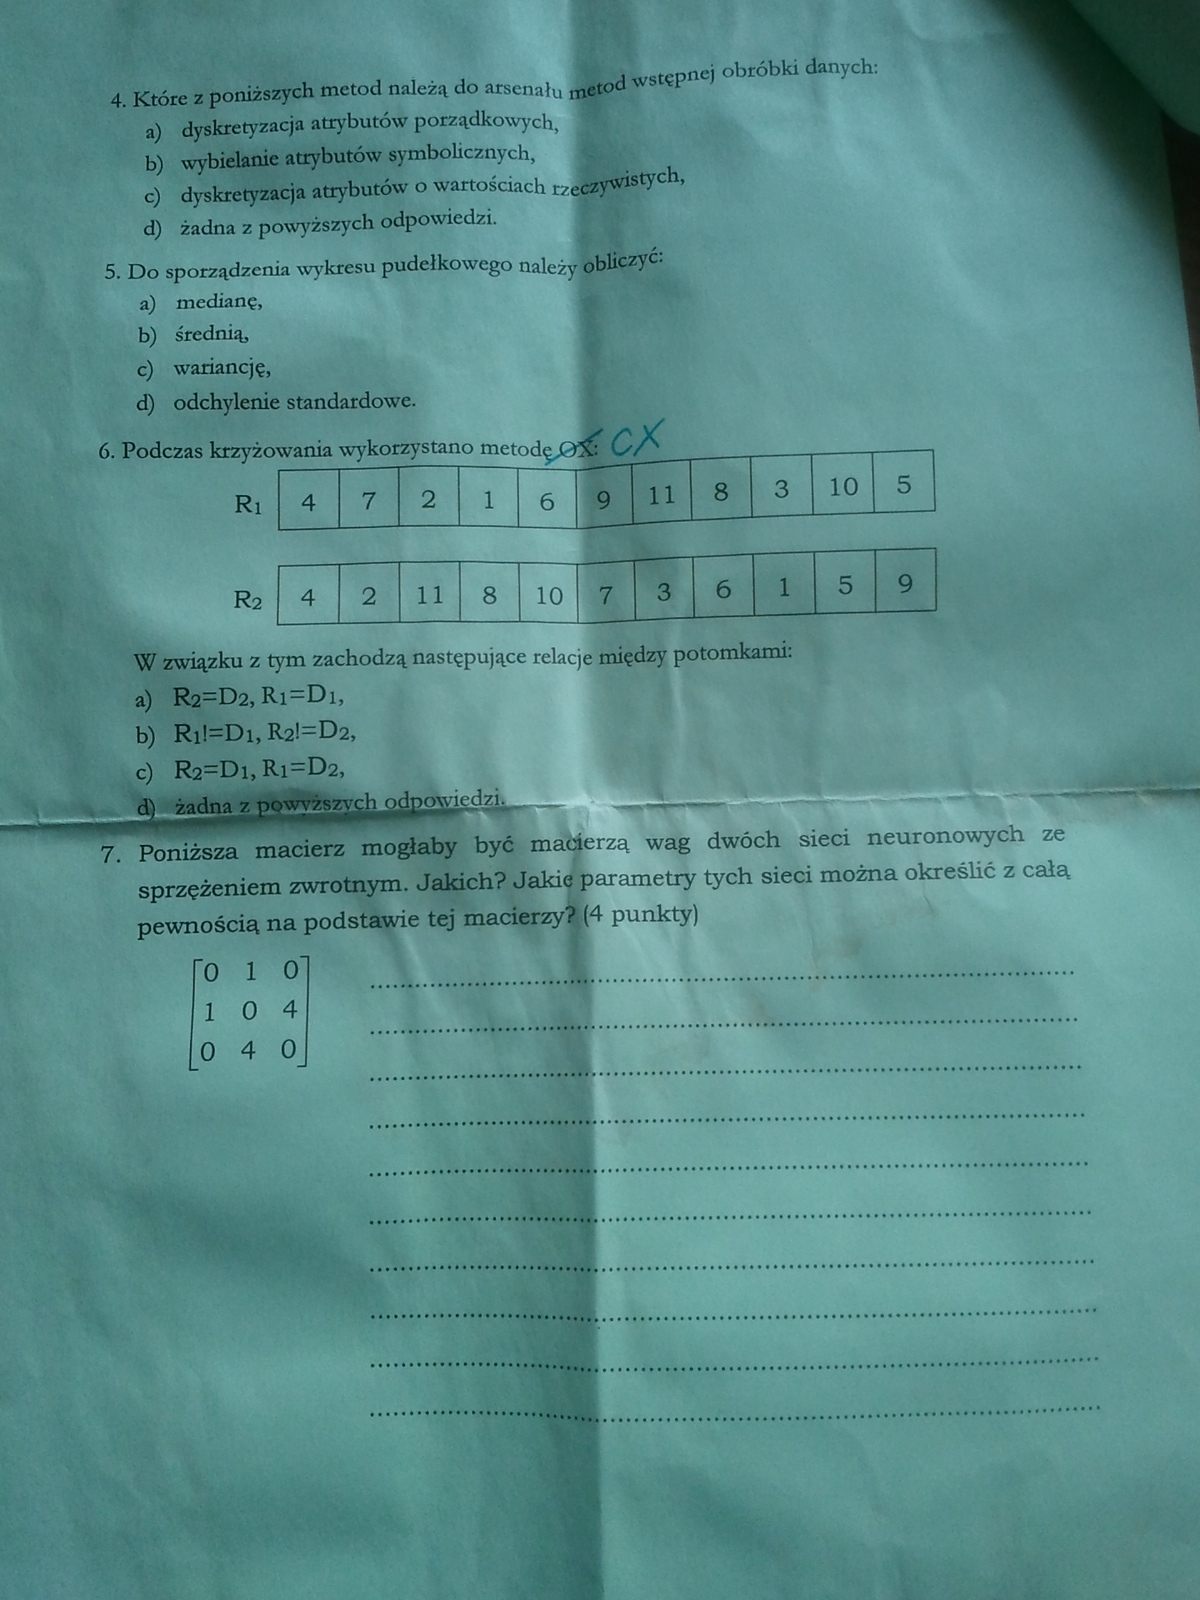 4. Które z poniższych metod należą do arsenału metod wstępnej obróbki danych:
a) dyskretyzacja atrybutów porządkowych,
b) wybielanie atrybutów symbolicznych,
c) dyskretyzacja atrybutów o wartościach rzeczywistych,
d) żadna z powyższych odpowiedzi.
5. Do sporządzenia wykresu pudełkowego należy obliczyć:
a) medianę,
b) średnią,
c) wariancję,
d) odchylenie standardowe.
6. Podczas krzyżowania wykorzystano metodę OX: CX
R1 4 7 2 1 6 9 11 8 3 10 5
R2 4 2 11 8 10 7 3 6 1 5 9
W związku z tym zachodzą następujące relacje między potomkami:
a) R2=D2, R1=D1,
b) R1!=D1, R2!=D2,
c) R2=D1, R1=D2,
d) żadna z powyższych odpowiedzi.
7. Poniższa macierz mogłaby być macierzą wag dwóch sieci neuronowych ze
sprzężeniem zwrotnym. Jakich? Jakie parametry tych sieci można określić z całą
pewnością na podstawie tej macierzy? (4 punkty)
0 1 0
1 0 4
0 4 0